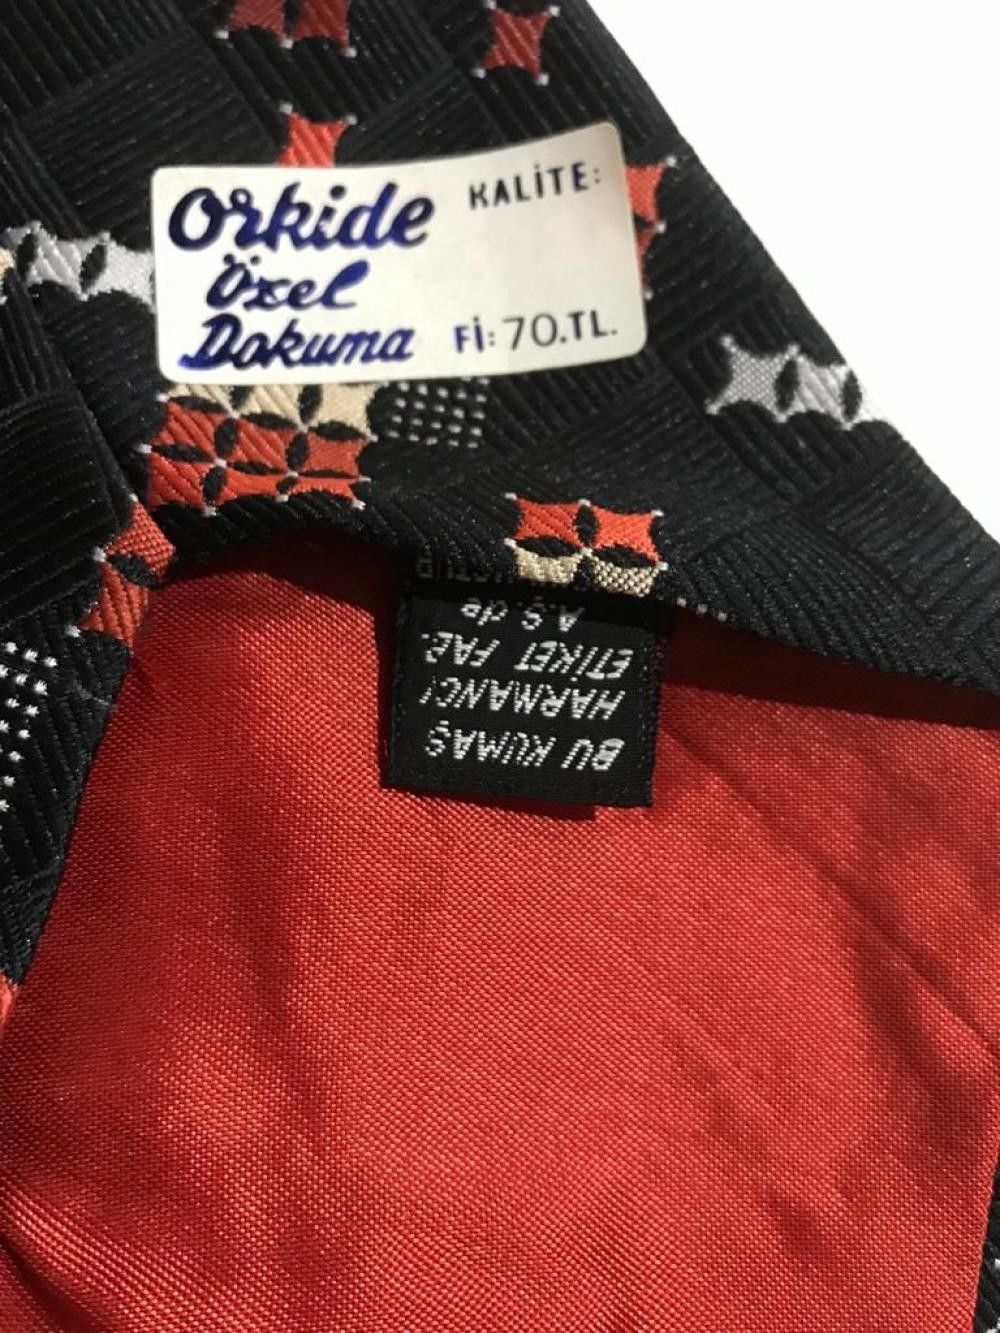 Orkide
Özel
Dokuma
KALİTE:
Fİ: 70.TL.
BU KUMAŞ
HARMANCI
ETİKET FAB.
A.Ş. de